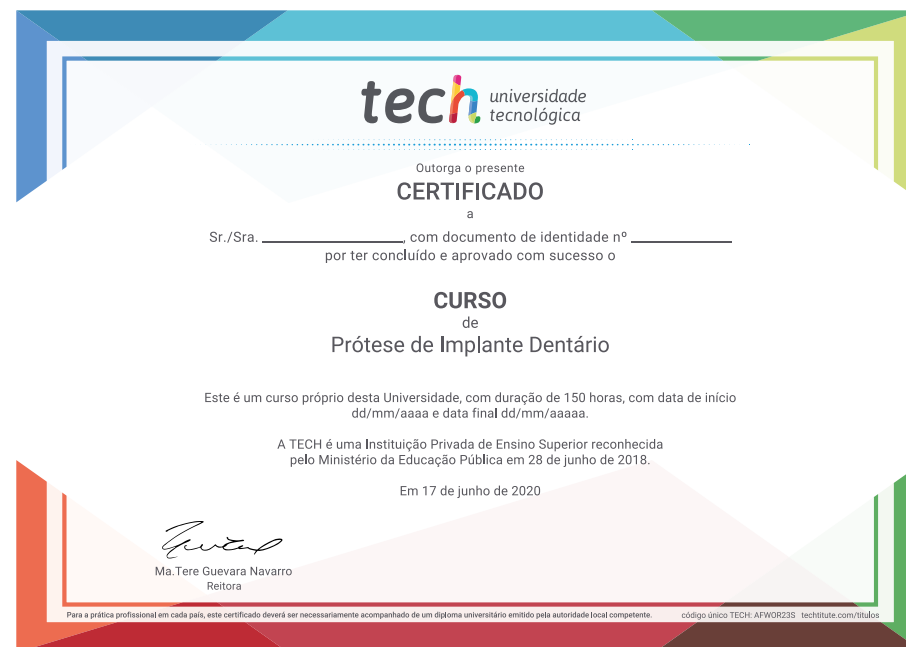 tech universidade
tecnológica
Outorga o presente
CERTIFICADO
a
Sr./Sra. ____________________, com documento de identidade nº ______________
por ter concluído e aprovado com sucesso o
CURSO
de
Prótese de Implante Dentário
Este é um curso próprio desta Universidade, com duração de 150 horas, com data de início
dd/mm/aaaa e data final dd/mm/aaaaa.
A TECH é uma Instituição Privada de Ensino Superior reconhecida
pelo Ministério da Educação Pública em 28 de junho de 2018.
Em 17 de junho de 2020
Ma.Tere Guevara Navarro
Reitora
Para a prática profissional em cada país, este certificado deverá ser necessariamente acompanhado de um diploma universitário emitido pela autoridade local competente. código único TECH: AFWOR23S techtitute.com/titulos